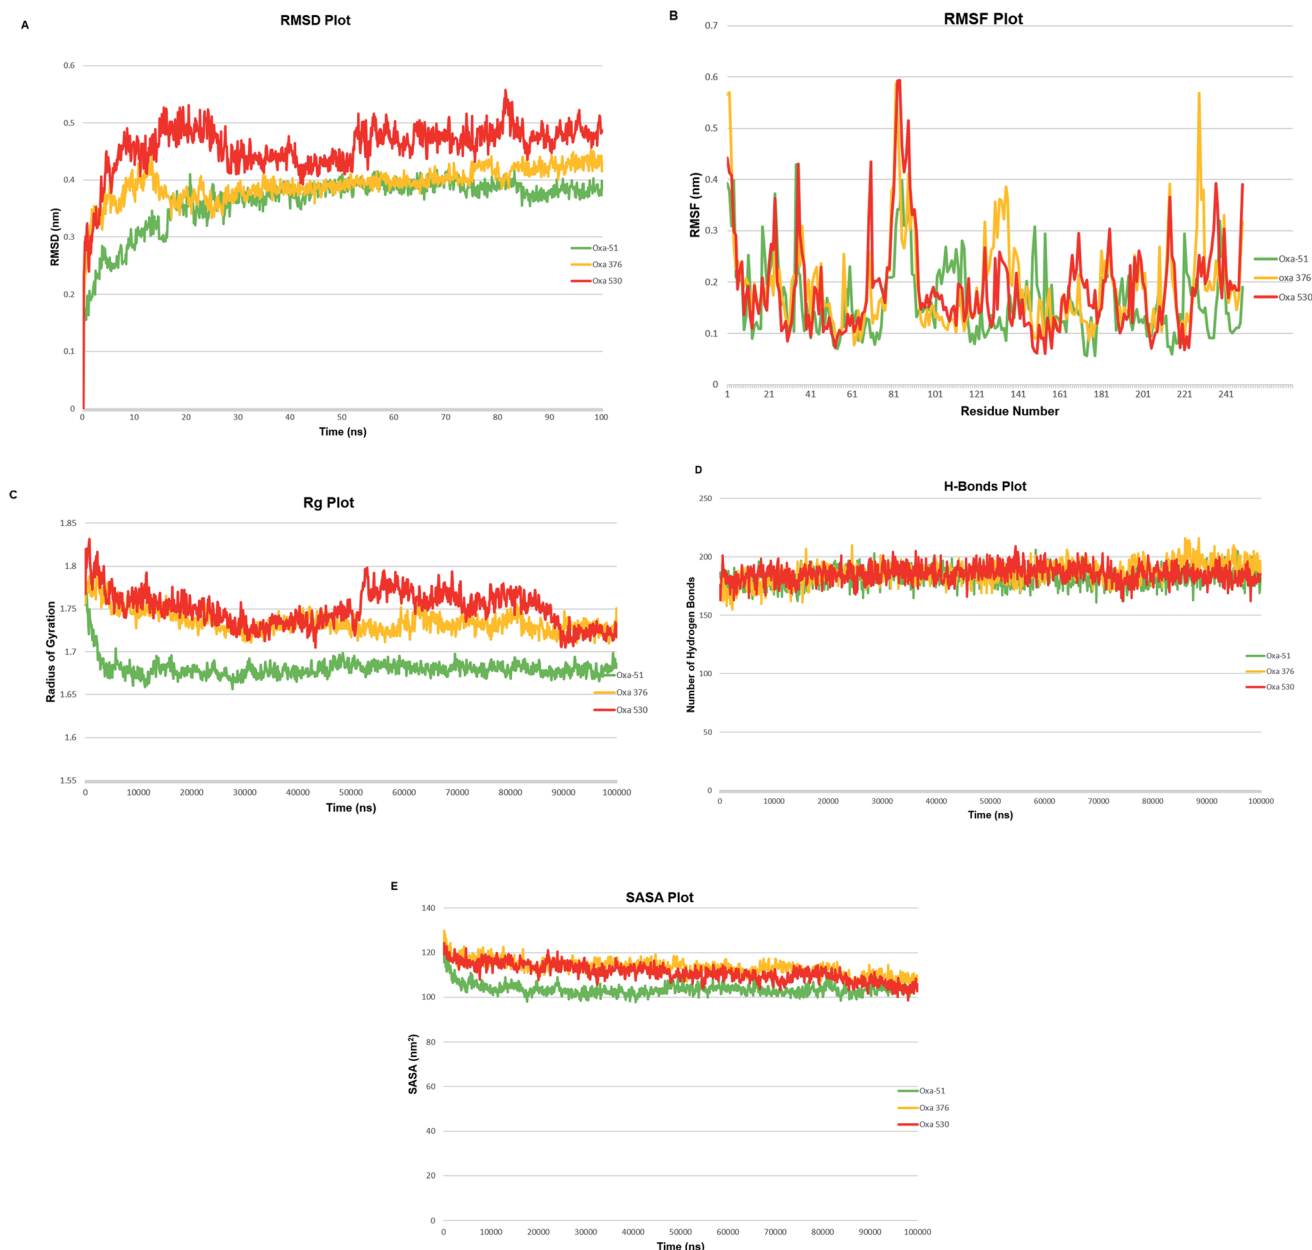 A
RMSD Plot
0.6
0.5
0.4
0.3
0.2
0.1
0
RMSD (nm)
0 10 20 30 40 50 60 70 80 90 100
Time (ns)
Oxa-51
Oxa 376
Oxa 530
B
RMSF Plot
0.7
0.6
0.5
0.4
0.3
0.2
0.1
0
RMSF (nm)
1 21 41 61 81 101 121 141 161 181 201 221 241
Residue Number
Oxa-51
oxa 376
Oxa 530
C
Rg Plot
1.85
1.8
1.75
1.7
1.65
1.6
1.55
Radius of Gyration
0 10000 20000 30000 40000 50000 60000 70000 80000 90000 100000
Time (ns)
Oxa-51
Oxa 376
Oxa 530
D
H-Bonds Plot
250
200
150
100
50
0
Number of Hydrogen Bonds
0 10000 20000 30000 40000 50000 60000 70000 80000 90000 100000
Time (ns)
Oxa-51
Oxa 376
Oxa 530
E
SASA Plot
140
120
100
80
60
40
20
0
SASA (nm²)
0 10000 20000 30000 40000 50000 60000 70000 80000 90000 100000
Time (ns)
Oxa-51
Oxa 376
Oxa 530